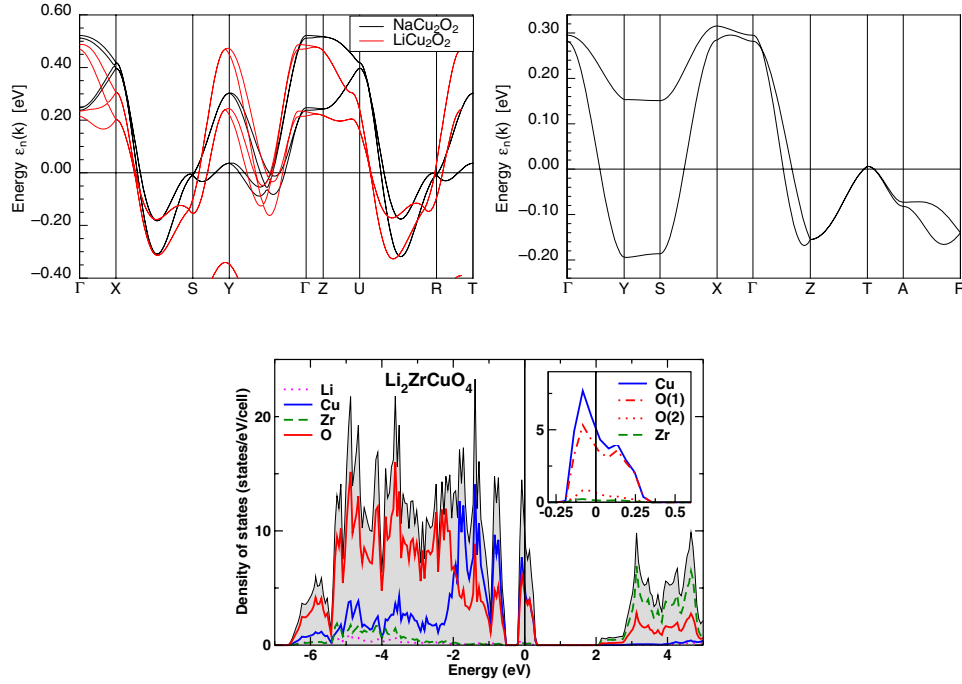 NaCu₂O₂
LiCu₂O₂
Energy εₙ(k) [eV]
0.40
0.20
0.00
−0.20
−0.40
Γ X S Y Γ Z U R T
Energy εₙ(k) [eV]
0.30
0.20
0.10
0.00
−0.10
−0.20
Γ Y S X Γ Z T A R
Li₂ZrCuO₄
Li
Cu
Zr
O
Density of states (states/eV/cell)
20
10
0
-6 -4 -2 0 2 4
Energy (eV)
Cu
O(1)
O(2)
Zr
5
0
-0.25 0 0.25 0.5